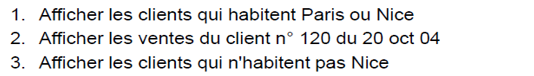 1. Afficher les clients qui habitent Paris ou Nice
2. Afficher les ventes du client n° 120 du 20 oct 04
3. Afficher les clients qui n'habitent pas Nice